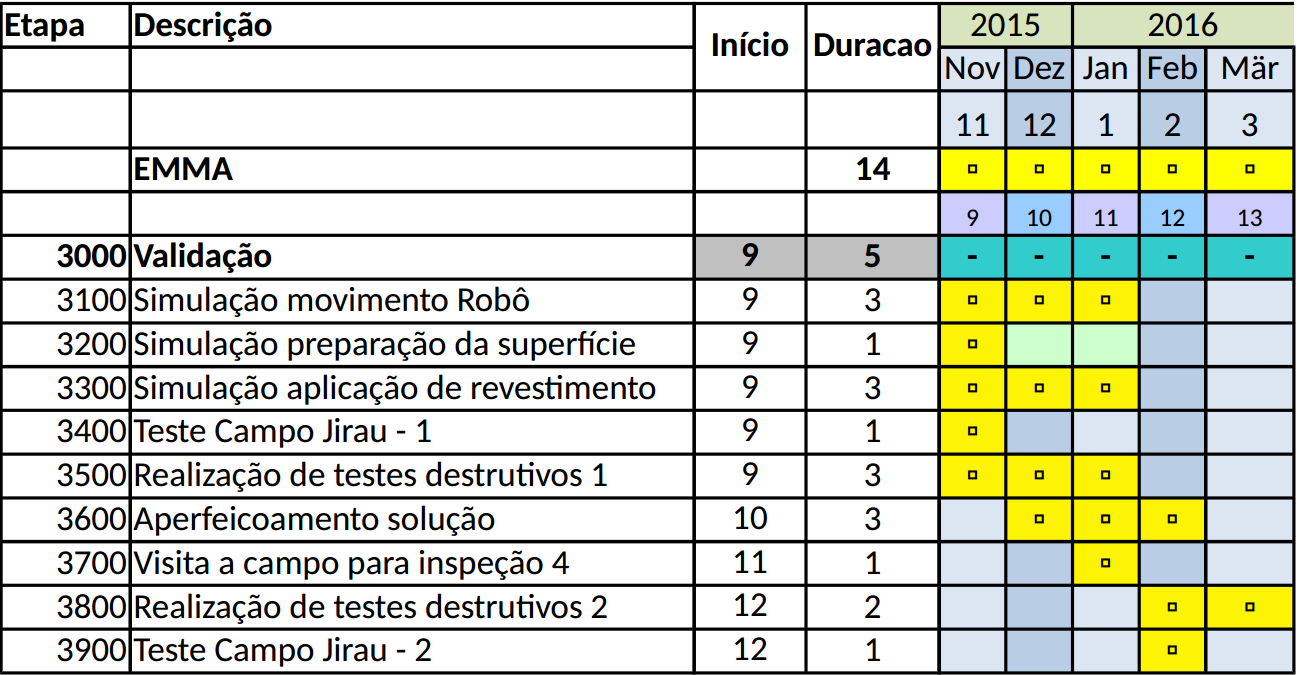 Etapa Descrição Início Duracao 2015 2016
Nov Dez Jan Feb Mär
11 12 1 2 3
EMMA 14 ¤ ¤ ¤ ¤ ¤
9 10 11 12 13
3000 Validação 9 5 - - - - -
3100 Simulação movimento Robô 9 3 ¤ ¤ ¤
3200 Simulação preparação da superfície 9 1 ¤
3300 Simulação aplicação de revestimento 9 3 ¤ ¤ ¤
3400 Teste Campo Jirau - 1 9 1 ¤
3500 Realização de testes destrutivos 1 9 3 ¤ ¤ ¤
3600 Aperfeicoamento solução 10 3 ¤ ¤ ¤
3700 Visita a campo para inspeção 4 11 1 ¤
3800 Realização de testes destrutivos 2 12 2 ¤ ¤
3900 Teste Campo Jirau - 2 12 1 ¤